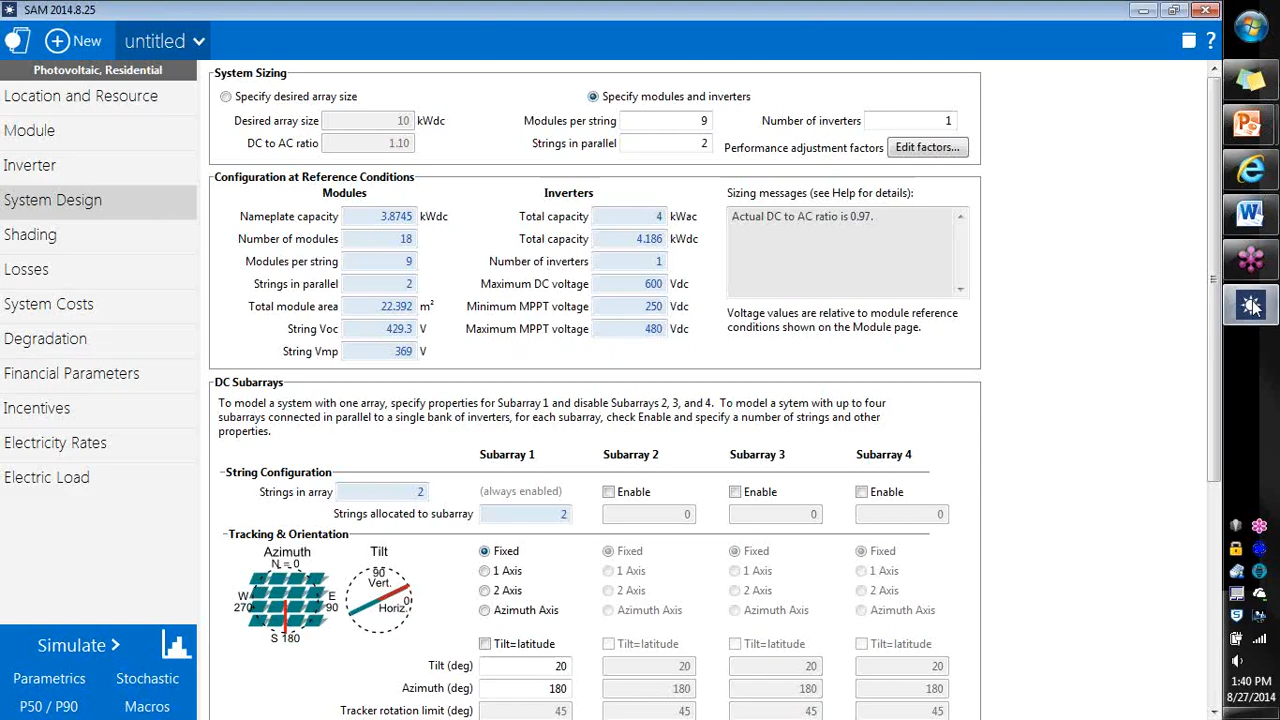 SAM 2014.8.25
New
untitled
?
Photovoltaic, Residential
Location and Resource
Module
Inverter
System Design
Shading
Losses
System Costs
Degradation
Financial Parameters
Incentives
Electricity Rates
Electric Load
Simulate >
Parametrics Stochastic
P50 / P90 Macros
System Sizing
Specify desired array size Specify modules and inverters
Desired array size 10 kWdc Modules per string 9 Number of inverters 1
DC to AC ratio 1.10 Strings in parallel 2 Performance adjustment factors Edit factors...
Configuration at Reference Conditions
Modules Inverters Sizing messages (see Help for details):
Nameplate capacity 3.8745 kWdc Total capacity 4 kWac Actual DC to AC ratio is 0.97.
Number of modules 18 Total capacity 4.186 kWdc
Modules per string 9 Number of inverters 1
Strings in parallel 2 Maximum DC voltage 600 Vdc
Total module area 22.392 m² Minimum MPPT voltage 250 Vdc
String Voc 429.3 V Maximum MPPT voltage 480 Vdc
String Vmp 369 V
Voltage values are relative to module reference
conditions shown on the Module page.
DC Subarrays
To model a system with one array, specify properties for Subarray 1 and disable Subarrays 2, 3, and 4. To model a sytem with up to four
subarrays connected in parallel to a single bank of inverters, for each subarray, check Enable and specify a number of strings and other
properties.
Subarray 1 Subarray 2 Subarray 3 Subarray 4
String Configuration
Strings in array 2 (always enabled) Enable Enable Enable
Strings allocated to subarray 2 0 0 0
Tracking & Orientation
Azimuth Tilt
N = 0
W
270
E
90
S 180
90
Vert.
0
Horiz.
Fixed Fixed Fixed Fixed
1 Axis 1 Axis 1 Axis 1 Axis
2 Axis 2 Axis 2 Axis 2 Axis
Azimuth Axis Azimuth Axis Azimuth Axis Azimuth Axis
Tilt=latitude Tilt=latitude Tilt=latitude Tilt=latitude
Tilt (deg) 20 20 20 20
Azimuth (deg) 180 180 180 180
Tracker rotation limit (deg) 45 45 45 45
1:40 PM
8/27/2014